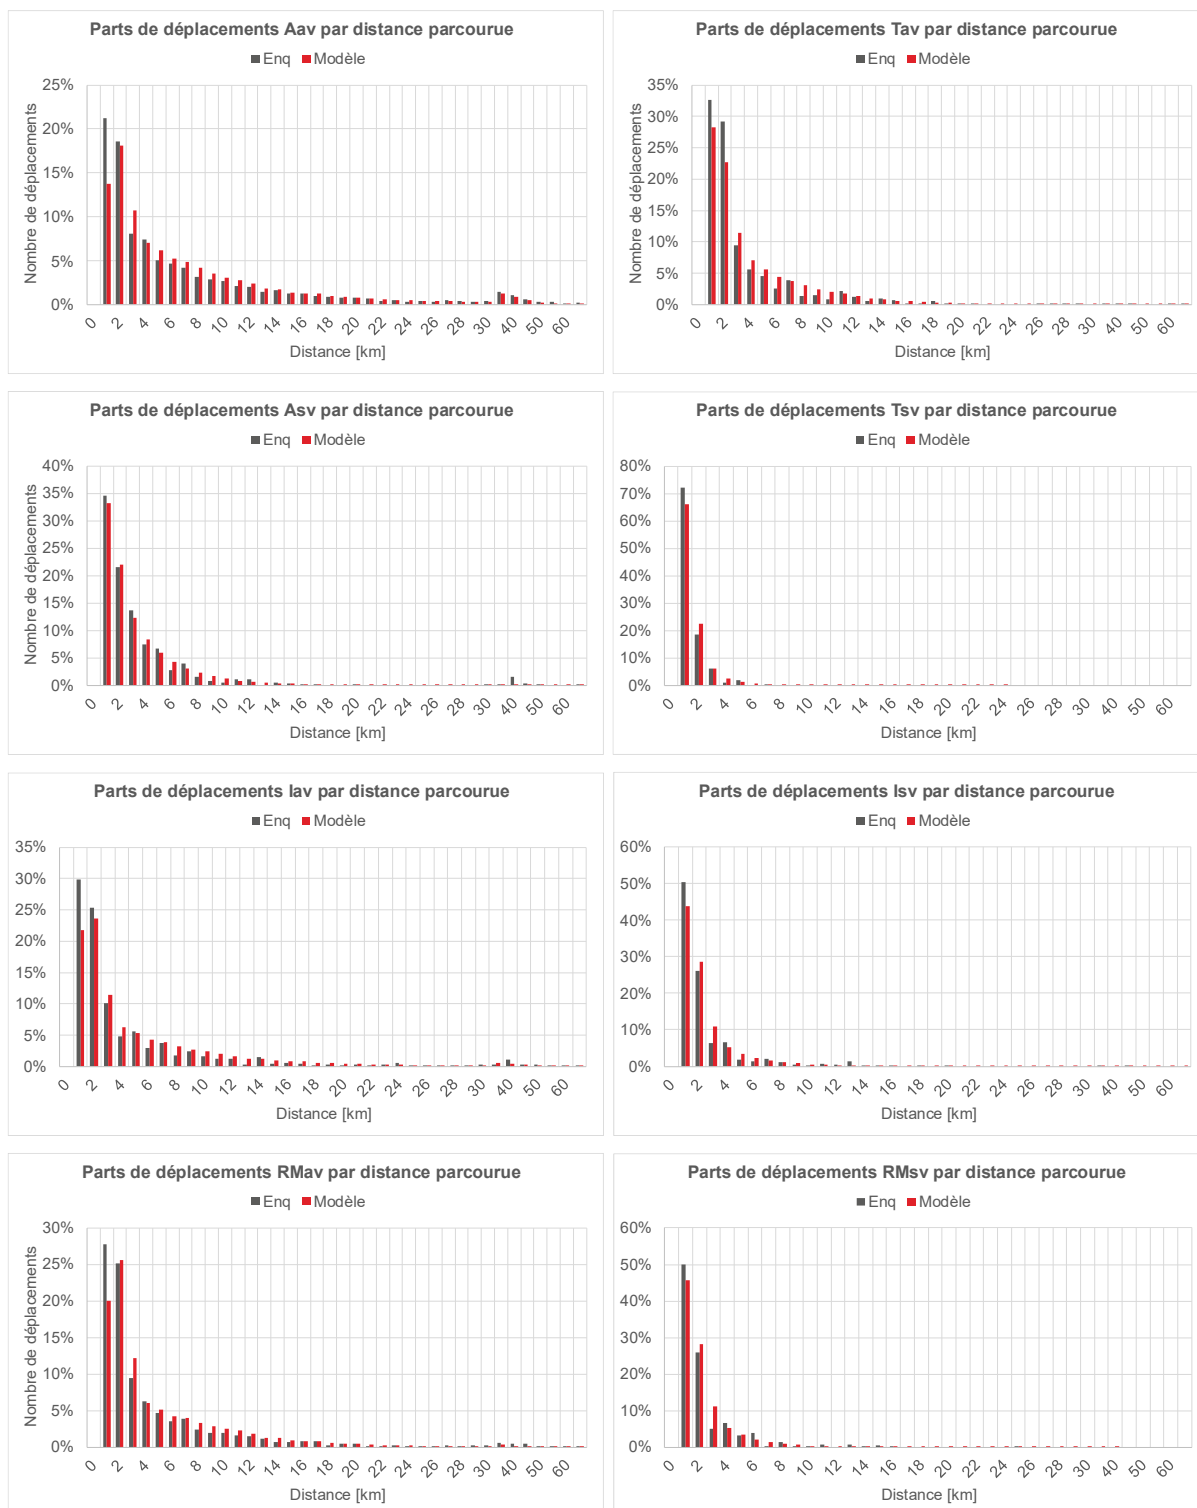 Parts de déplacements Aav par distance parcourue
Enq Modèle
Nombre de déplacements
25%
20%
15%
10%
5%
0%
0 2 4 6 8 10 12 14 16 18 20 22 24 26 28 30 40 50 60
Distance [km]
Parts de déplacements Tav par distance parcourue
Enq Modèle
Nombre de déplacements
35%
30%
25%
20%
15%
10%
5%
0%
0 2 4 6 8 10 12 14 16 18 20 22 24 26 28 30 40 50 60
Distance [km]
Parts de déplacements Asv par distance parcourue
Enq Modèle
Nombre de déplacements
40%
35%
30%
25%
20%
15%
10%
5%
0%
0 2 4 6 8 10 12 14 16 18 20 22 24 26 28 30 40 50 60
Distance [km]
Parts de déplacements Tsv par distance parcourue
Enq Modèle
80%
70%
60%
50%
40%
30%
20%
10%
0%
0 2 4 6 8 10 12 14 16 18 20 22 24 26 28 30 40 50 60
Distance [km]
Parts de déplacements Iav par distance parcourue
Enq Modèle
35%
30%
25%
20%
15%
10%
5%
0%
0 2 4 6 8 10 12 14 16 18 20 22 24 26 28 30 40 50 60
Distance [km]
Parts de déplacements Isv par distance parcourue
Enq Modèle
60%
50%
40%
30%
20%
10%
0%
0 2 4 6 8 10 12 14 16 18 20 22 24 26 28 30 40 50 60
Distance [km]
Parts de déplacements RMav par distance parcourue
Enq Modèle
Nombre de déplacements
30%
25%
20%
15%
10%
5%
0%
0 2 4 6 8 10 12 14 16 18 20 22 24 26 28 30 40 50 60
Distance [km]
Parts de déplacements RMsv par distance parcourue
Enq Modèle
60%
50%
40%
30%
20%
10%
0%
0 2 4 6 8 10 12 14 16 18 20 22 24 26 28 30 40 50 60
Distance [km]